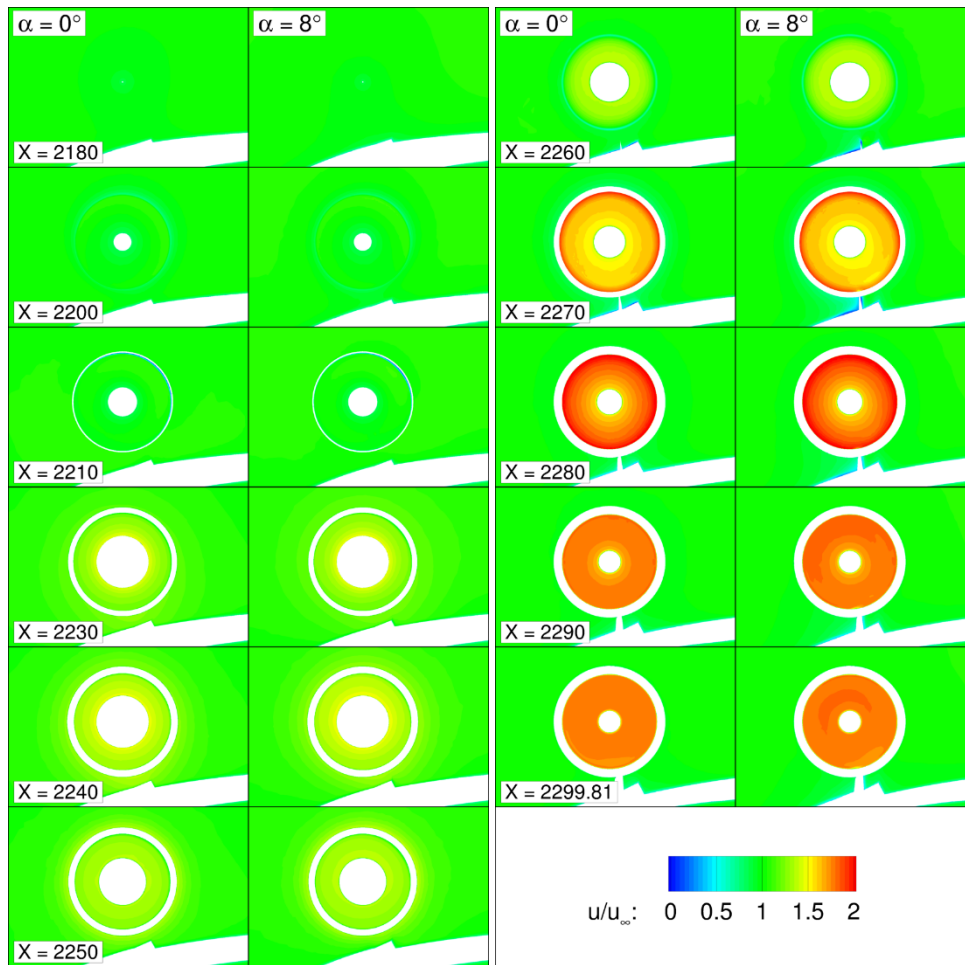 α = 0°
α = 8°
X = 2180
X = 2200
X = 2210
X = 2230
X = 2240
X = 2250
α = 0°
α = 8°
X = 2260
X = 2270
X = 2280
X = 2290
X = 2299.81
u/u∞: 0 0.5 1 1.5 2